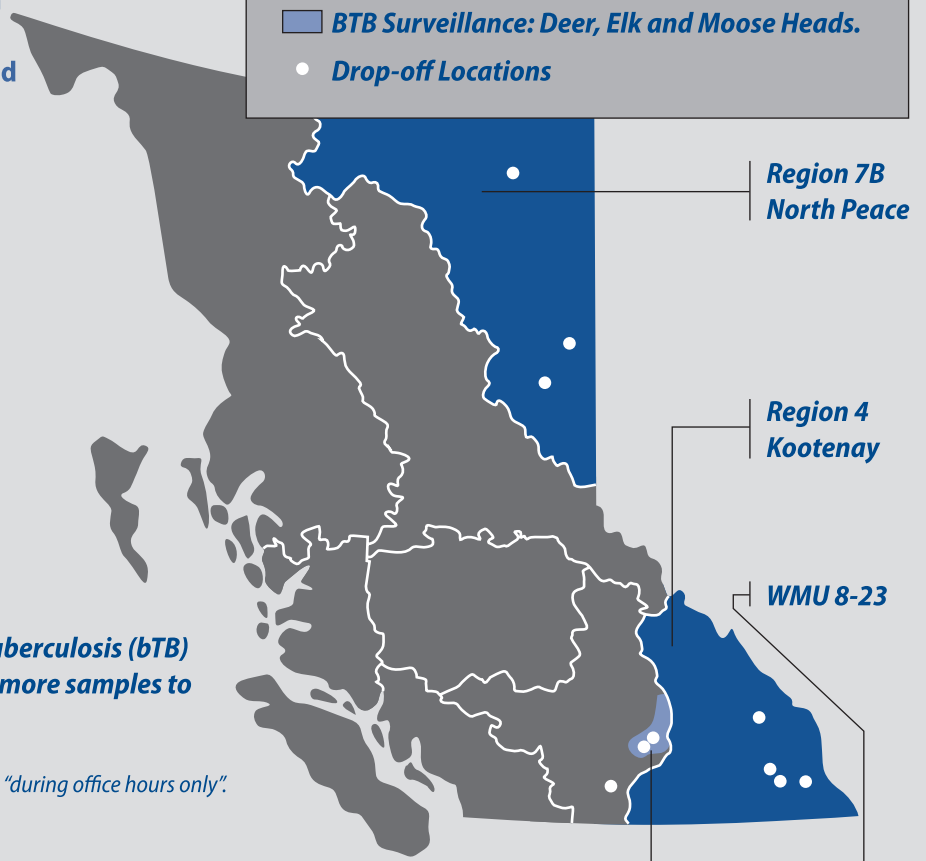 BTB Surveillance: Deer, Elk and Moose Heads.
Drop-off Locations
d
Region 7B
North Peace
Region 4
Kootenay
WMU 8-23
uberculosis (bTB)
more samples to
“during office hours only”.